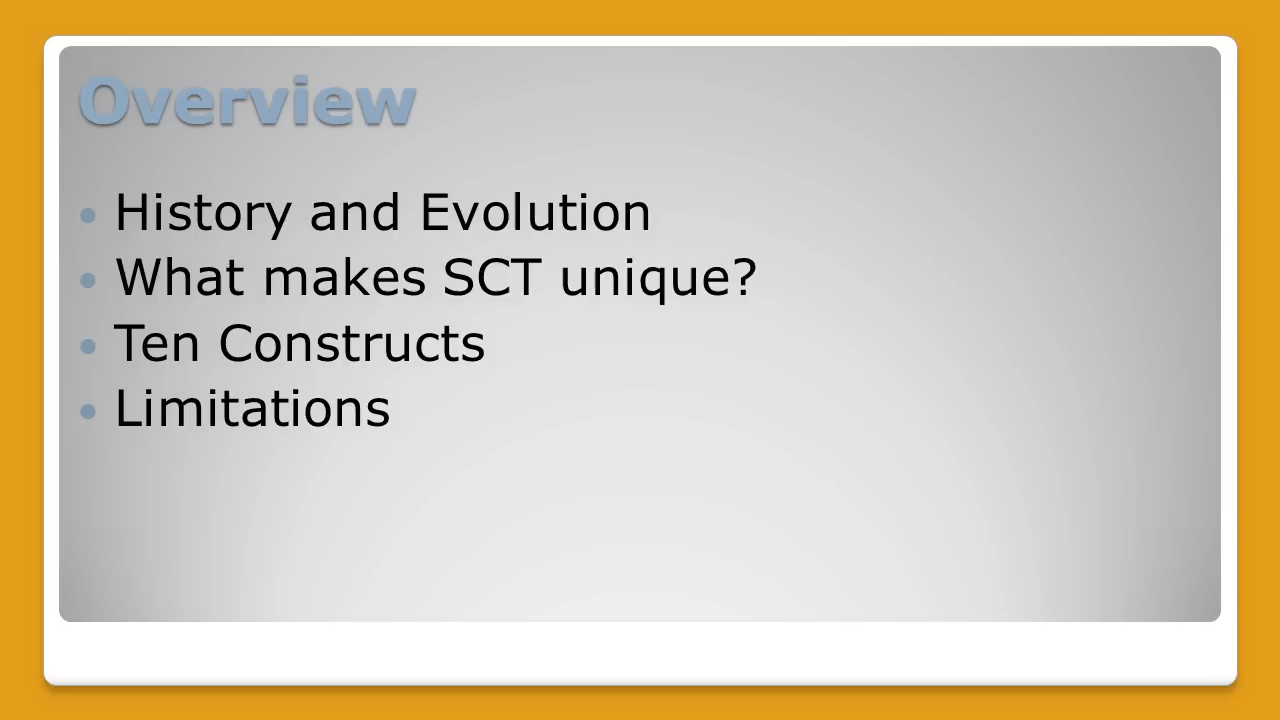 Overview
• History and Evolution
• What makes SCT unique?
• Ten Constructs
• Limitations